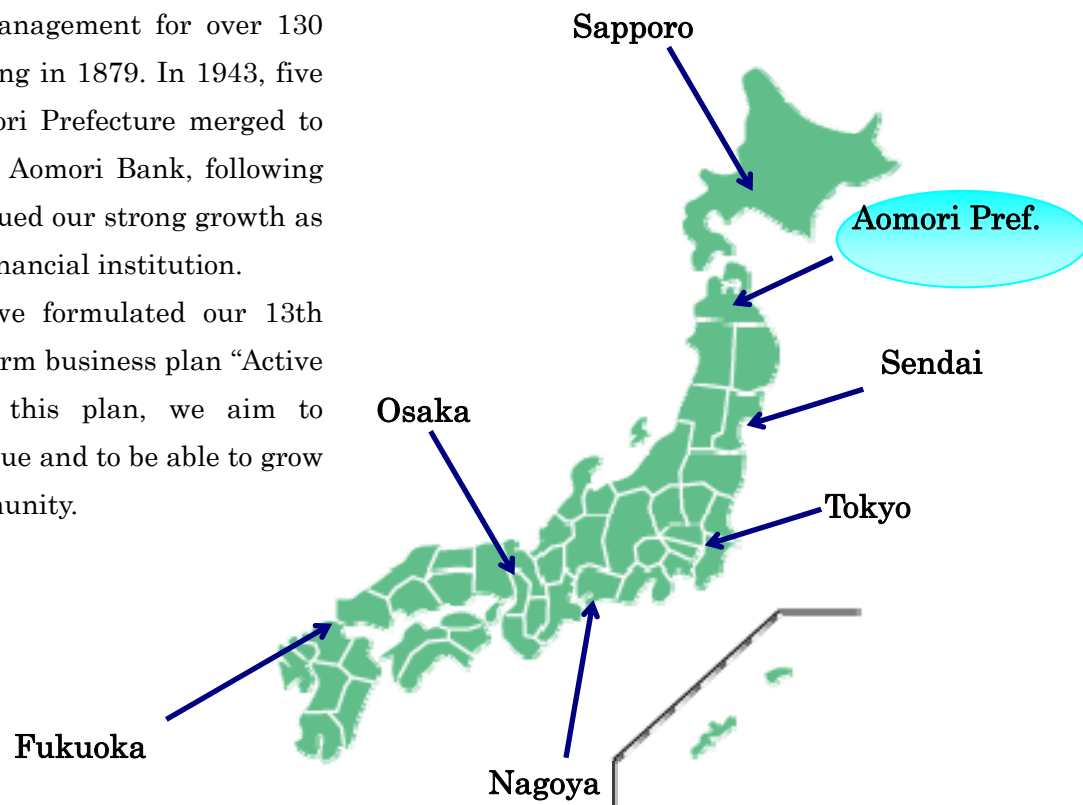 anagement for over 130
ng in 1879. In 1943, five
ori Prefecture merged to
Aomori Bank, following
ued our strong growth as
nancial institution.
we formulated our 13th
rm business plan “Active
this plan, we aim to
ue and to be able to grow
unity.
Sapporo
Aomori Pref.
Sendai
Osaka
Tokyo
Fukuoka
Nagoya